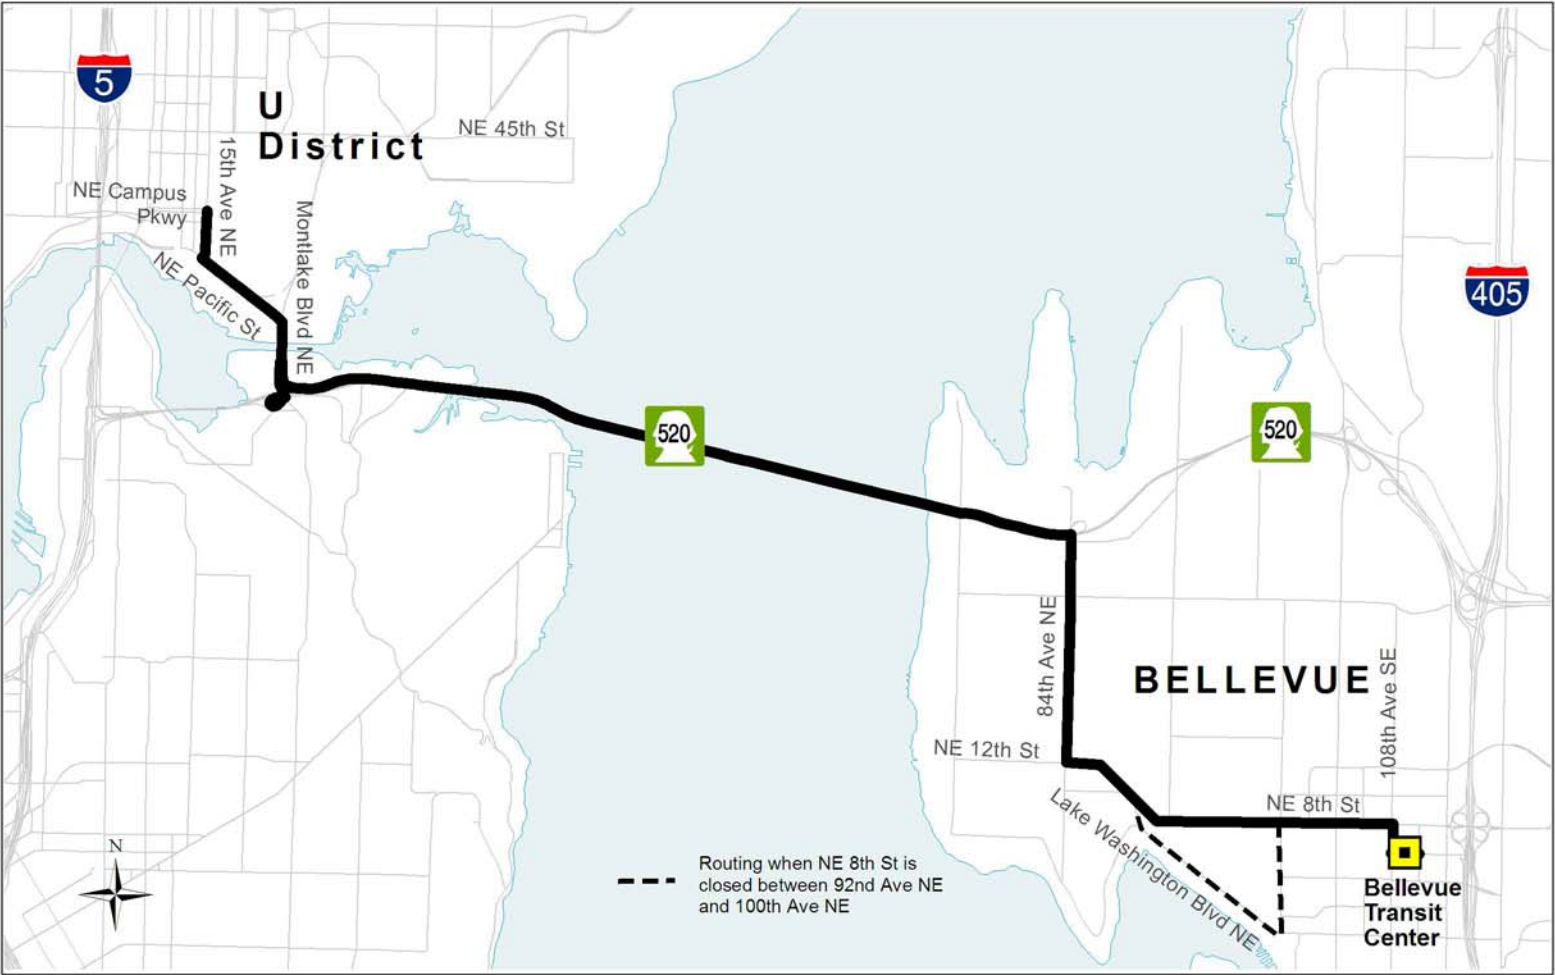 5
U
District
NE 45th St
15th Ave NE
NE Campus
Pkwy
Montlake Blvd NE
NE Pacific St
405
520
520
84th Ave NE
BELLEVUE
108th Ave SE
NE 12th St
NE 8th St
Lake Washington Blvd NE
N
Routing when NE 8th St is
closed between 92nd Ave NE
and 100th Ave NE
Bellevue
Transit
Center